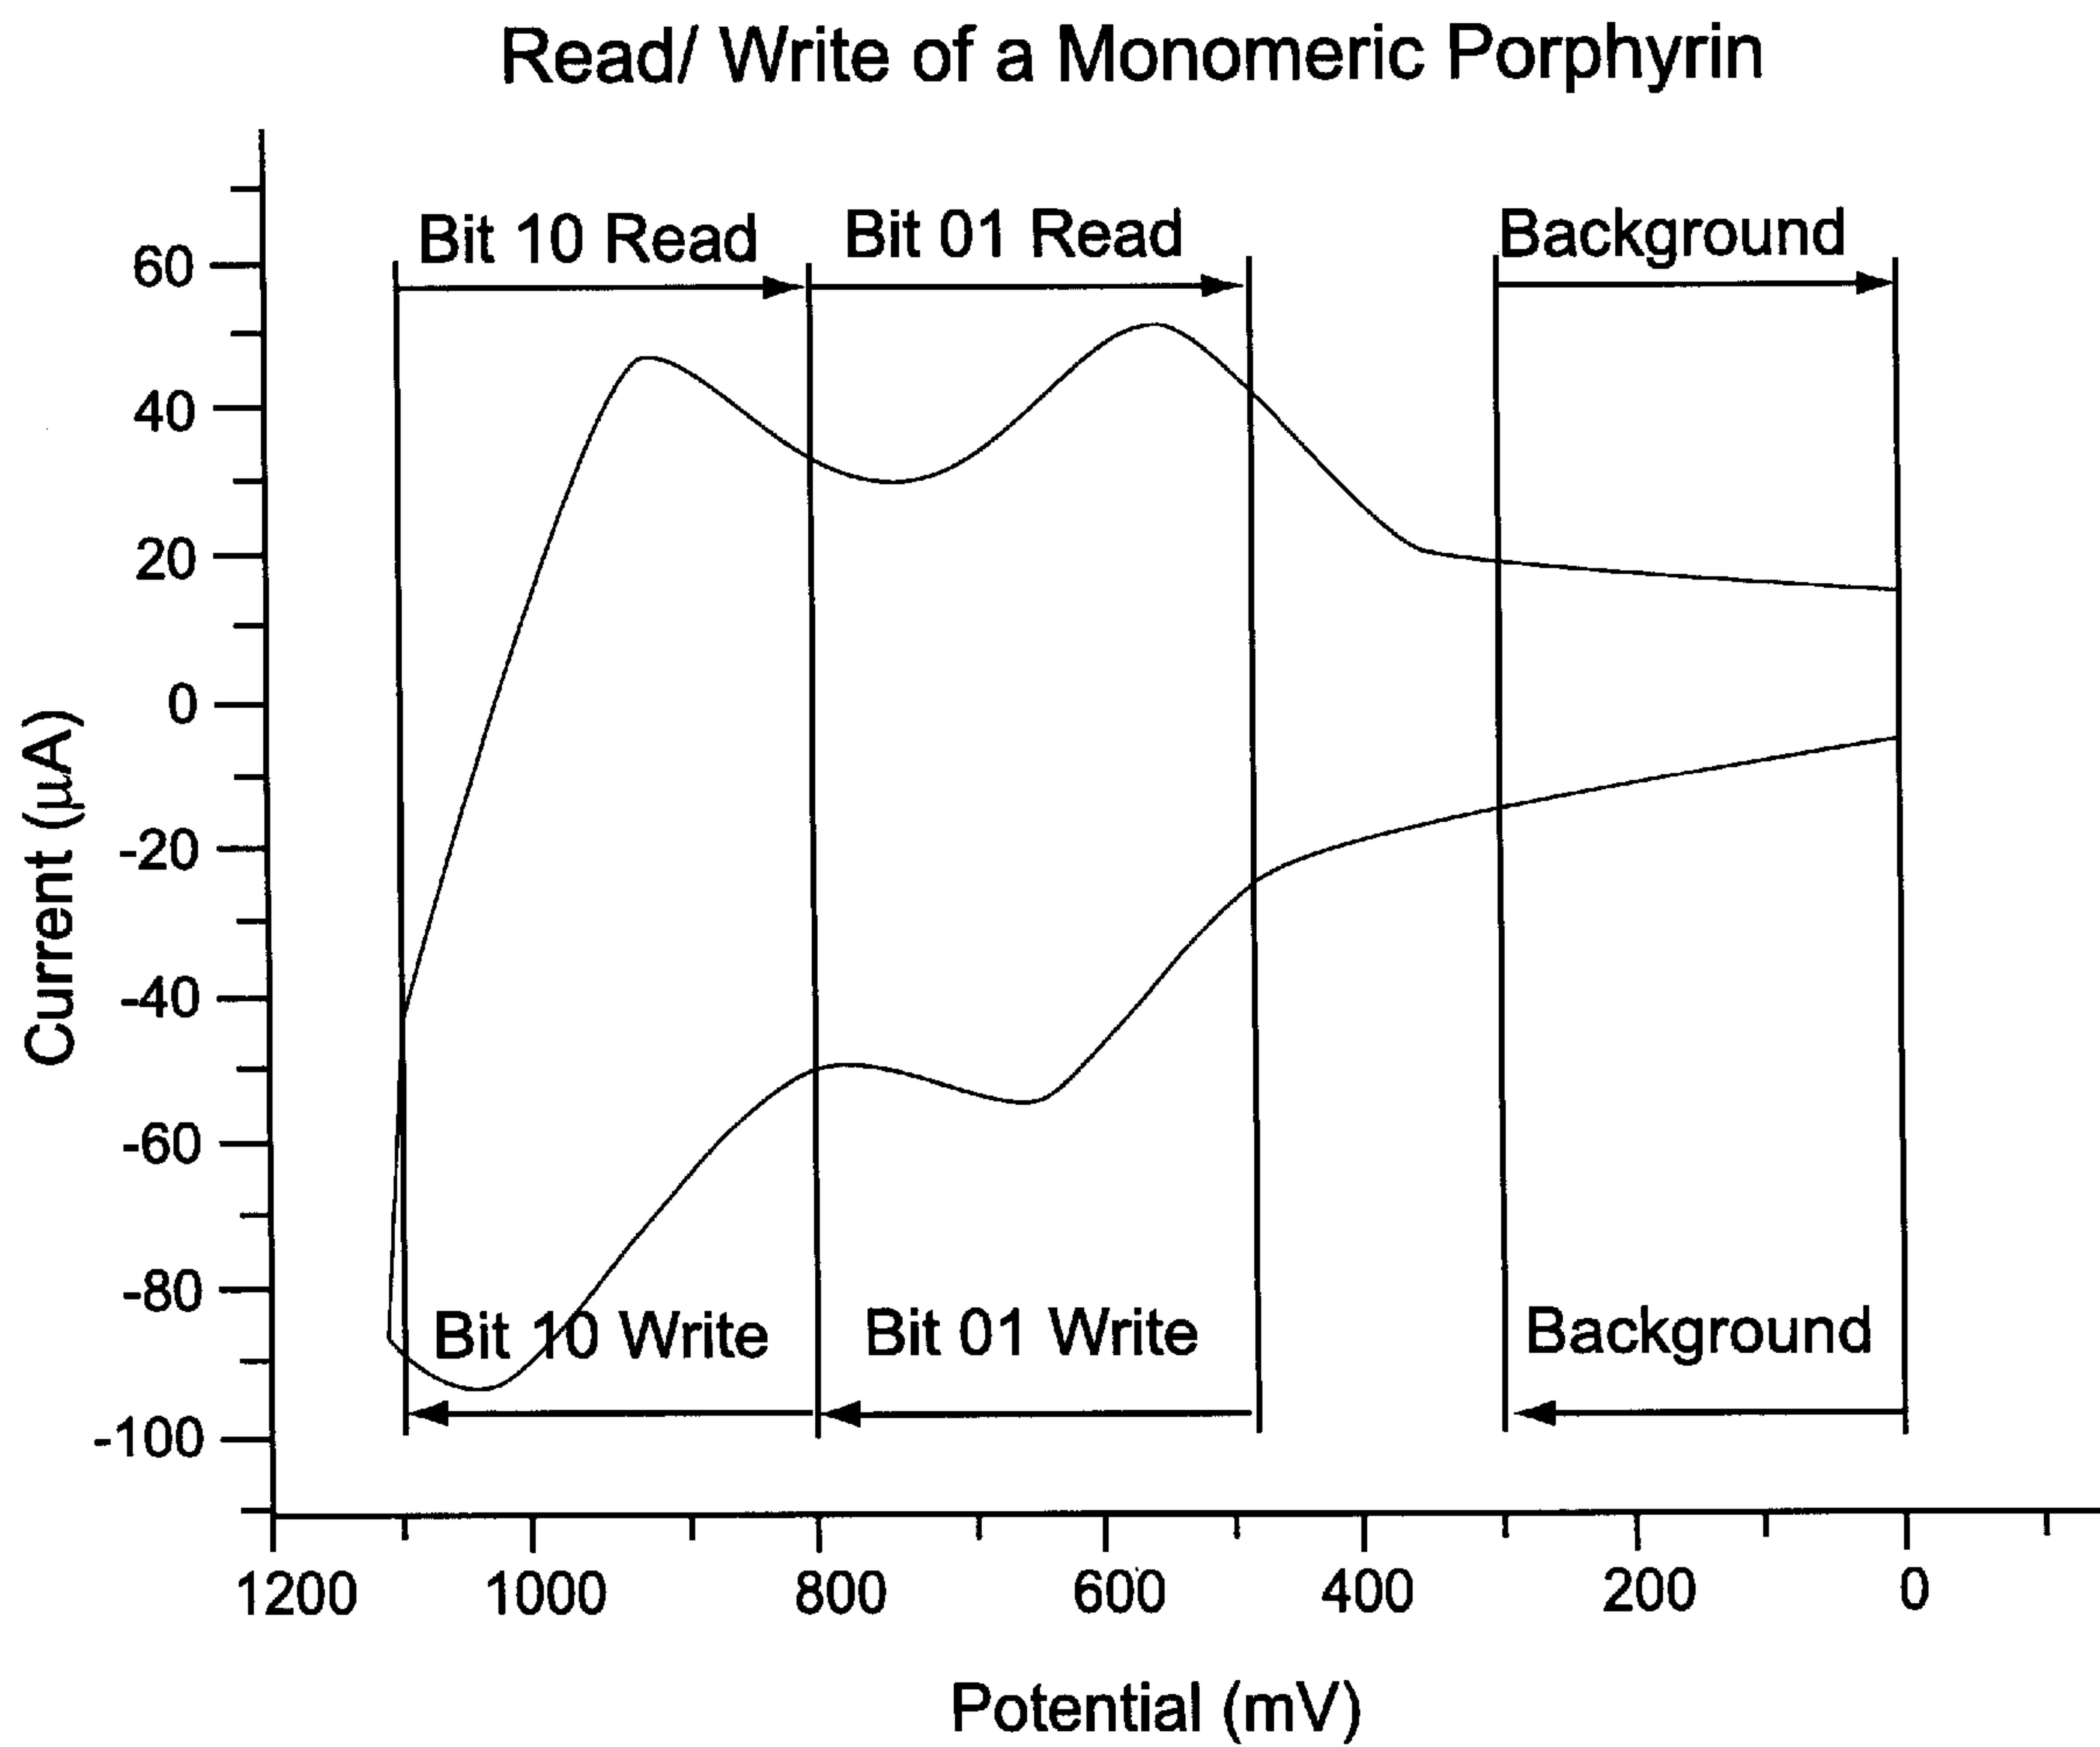 Read/ Write of a Monomeric Porphyrin
Bit 10 Read
Bit 01 Read
Background
60
40
20
0
-20
-40
-60
-80
-100
Current (μA)
Bit 10 Write
Bit 01 Write
Background
1200
1000
800
600
400
200
0
Potential (mV)